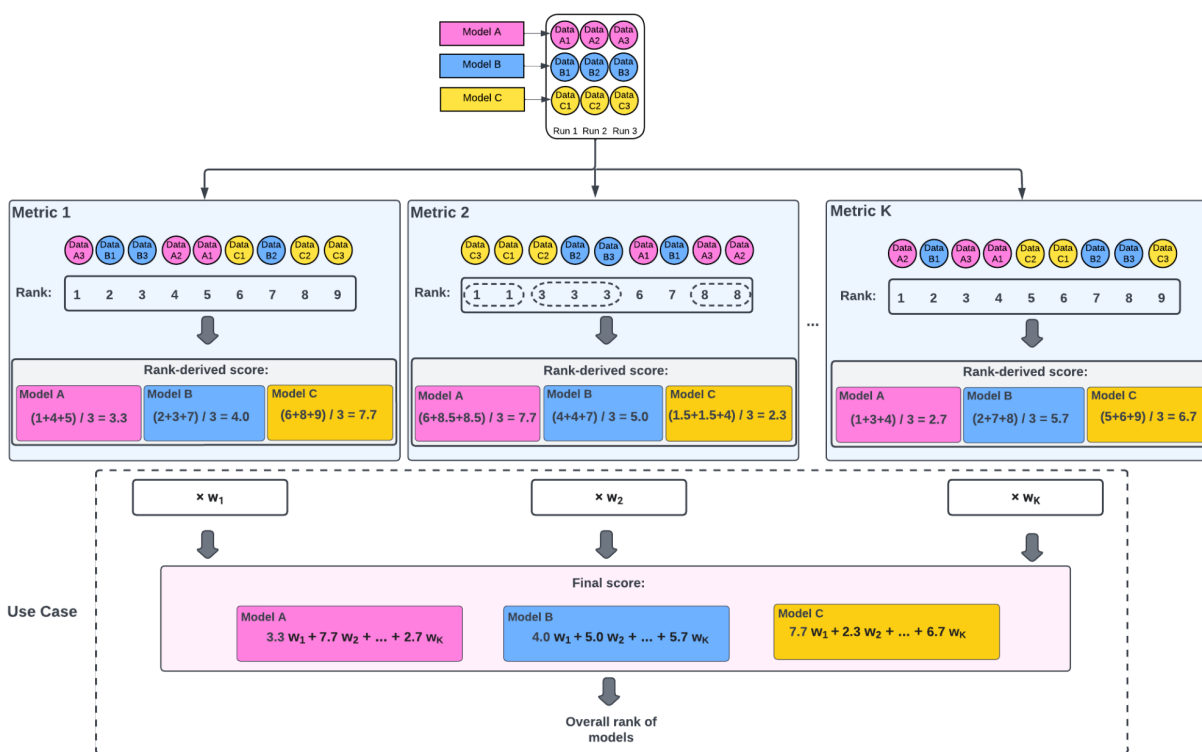 Model A
Data A1
Data A2
Data A3
Model B
Data B1
Data B2
Data B3
Model C
Data C1
Data C2
Data C3
Run 1 Run 2 Run 3
Metric 1
Data A3
Data B1
Data B3
Data A2
Data A1
Data C1
Data B2
Data C2
Data C3
Rank: 1 2 3 4 5 6 7 8 9
Rank-derived score:
Model A
(1+4+5) / 3 = 3.3
Model B
(2+3+7) / 3 = 4.0
Model C
(6+8+9) / 3 = 7.7
Metric 2
Data C3
Data C1
Data C2
Data B2
Data B3
Data A1
Data B1
Data A3
Data A2
Rank: 1 1 3 3 3 6 7 8 8
Rank-derived score:
Model A
(6+8.5+8.5) / 3 = 7.7
Model B
(4+4+7) / 3 = 5.0
Model C
(1.5+1.5+4) / 3 = 2.3
...
Metric K
Data A2
Data B1
Data A3
Data A1
Data C2
Data C1
Data B2
Data B3
Data C3
Rank: 1 2 3 4 5 6 7 8 9
Rank-derived score:
Model A
(1+3+4) / 3 = 2.7
Model B
(2+7+8) / 3 = 5.7
Model C
(5+6+9) / 3 = 6.7
× w₁
× w₂
× wK
Use Case
Final score:
Model A
3.3 w₁ + 7.7 w₂ + ... + 2.7 wK
Model B
4.0 w₁ + 5.0 w₂ + ... + 5.7 wK
Model C
7.7 w₁ + 2.3 w₂ + ... + 6.7 wK
Overall rank of
models